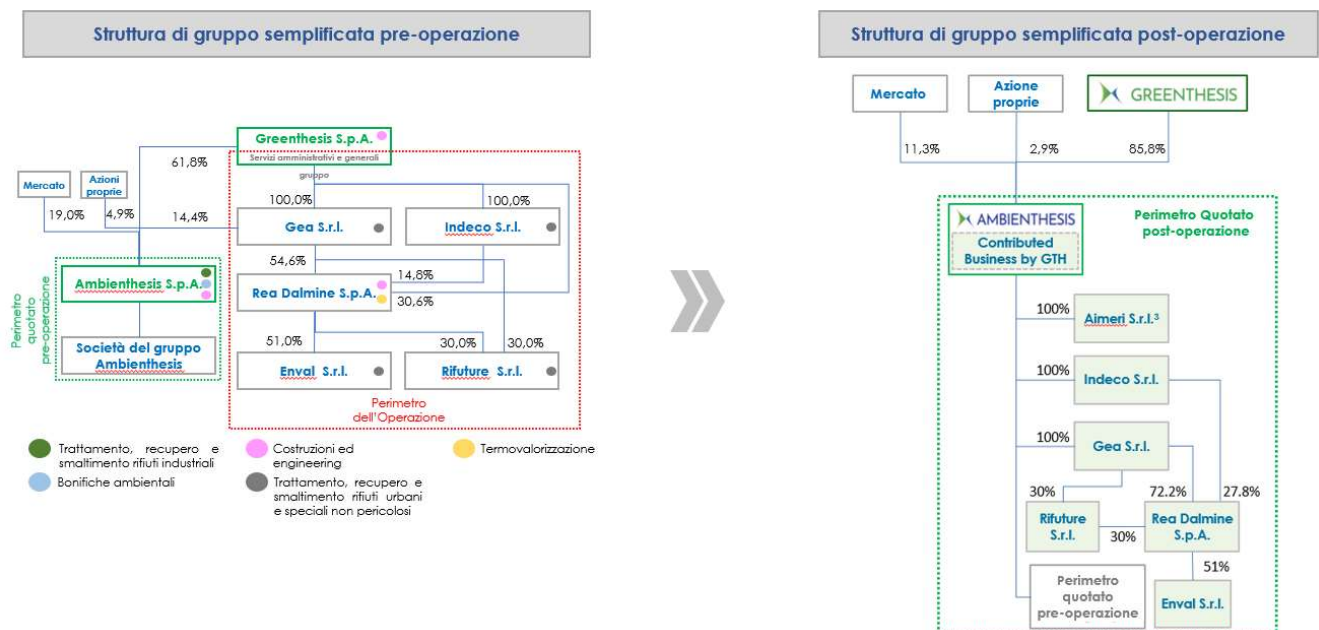 Struttura di gruppo semplificata pre-operazione
Greenthesis S.p.A.
Servizi amministrativi e generali
gruppo
61,8%
Mercato
Azioni
proprie
19,0%
4,9%
14,4%
100,0%
100,0%
Gea S.r.l.
Indeco S.r.l.
54,6%
14,8%
Rea Dalmine S.p.A.
30,6%
Perimetro
quotato
pre-operazione
Ambienthesis S.p.A.
Società del gruppo
Ambienthesis
51,0%
30,0%
30,0%
Enval S.r.l.
Rifuture S.r.l.
Perimetro
dell'Operazione
Trattamento, recupero e
smaltimento rifiuti industriali
Bonifiche ambientali
Costruzioni ed
engineering
Trattamento, recupero e
smaltimento rifiuti urbani
e speciali non pericolosi
Termovalorizzazione
Struttura di gruppo semplificata post-operazione
Mercato
Azione
proprie
GREENTHESIS
11,3%
2,9%
85,8%
AMBIENTHESIS
Contributed
Business by GTH
Perimetro Quotato
post-operazione
100%
Aimeri S.r.l.³
100%
Indeco S.r.l.
100%
Gea S.r.l.
30%
72.2%
27.8%
Rifuture
S.r.l.
30%
Rea Dalmine
S.p.A.
51%
Perimetro
quotato
pre-operazione
Enval S.r.l.